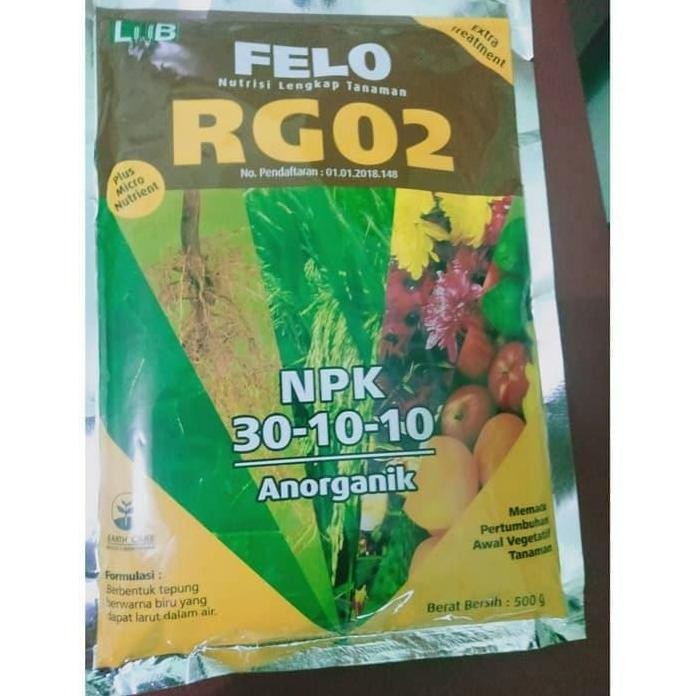 LWB
Extra
Treatment
FELO
Nutrisi Lengkap Tanaman
RG02
No. Pendaftaran : 01.01.2018.148
Plus
Micro
Nutrient
NPK
30-10-10
Anorganik
EARTH CARE
Memacu
Pertumbuhan
Awal Vegetatif
Tanaman
Formulasi :
Berbentuk tepung
berwarna biru yang
dapat larut dalam air.
Berat Bersih : 500 g